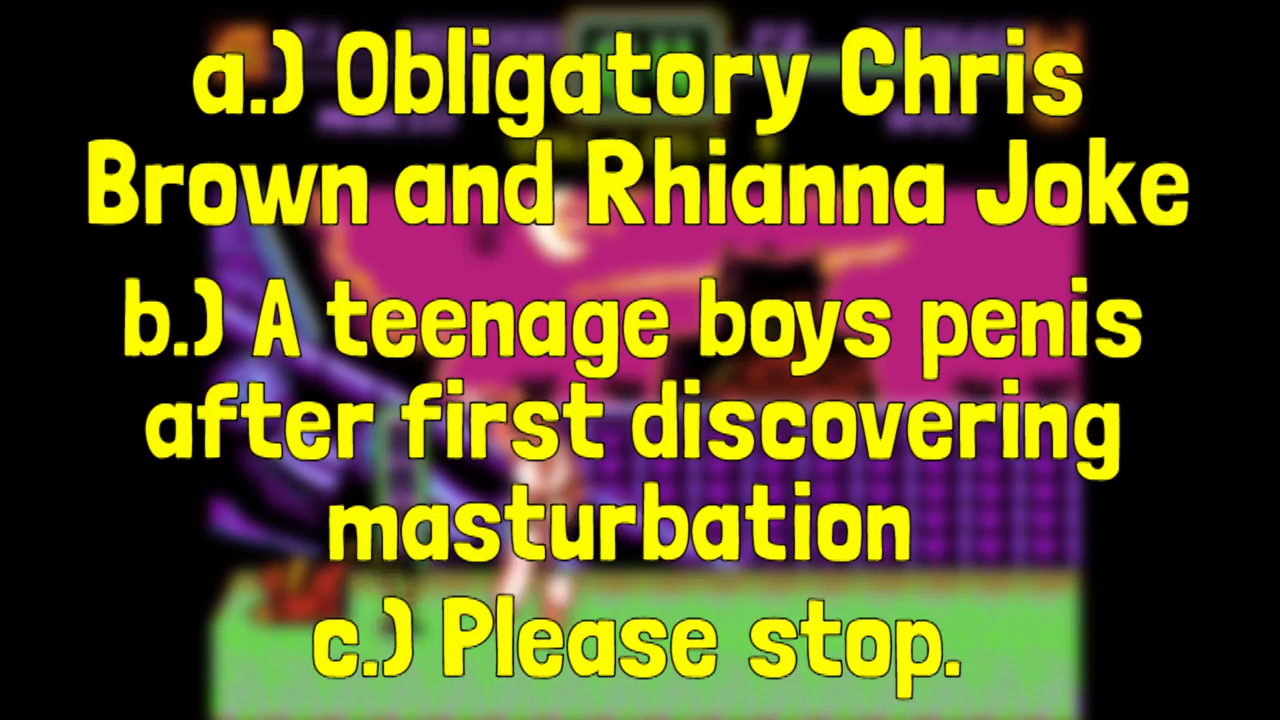 a.) Obligatory Chris
Brown and Rhianna Joke
b.) A teenage boys penis
after first discovering
masturbation
c.) Please stop.